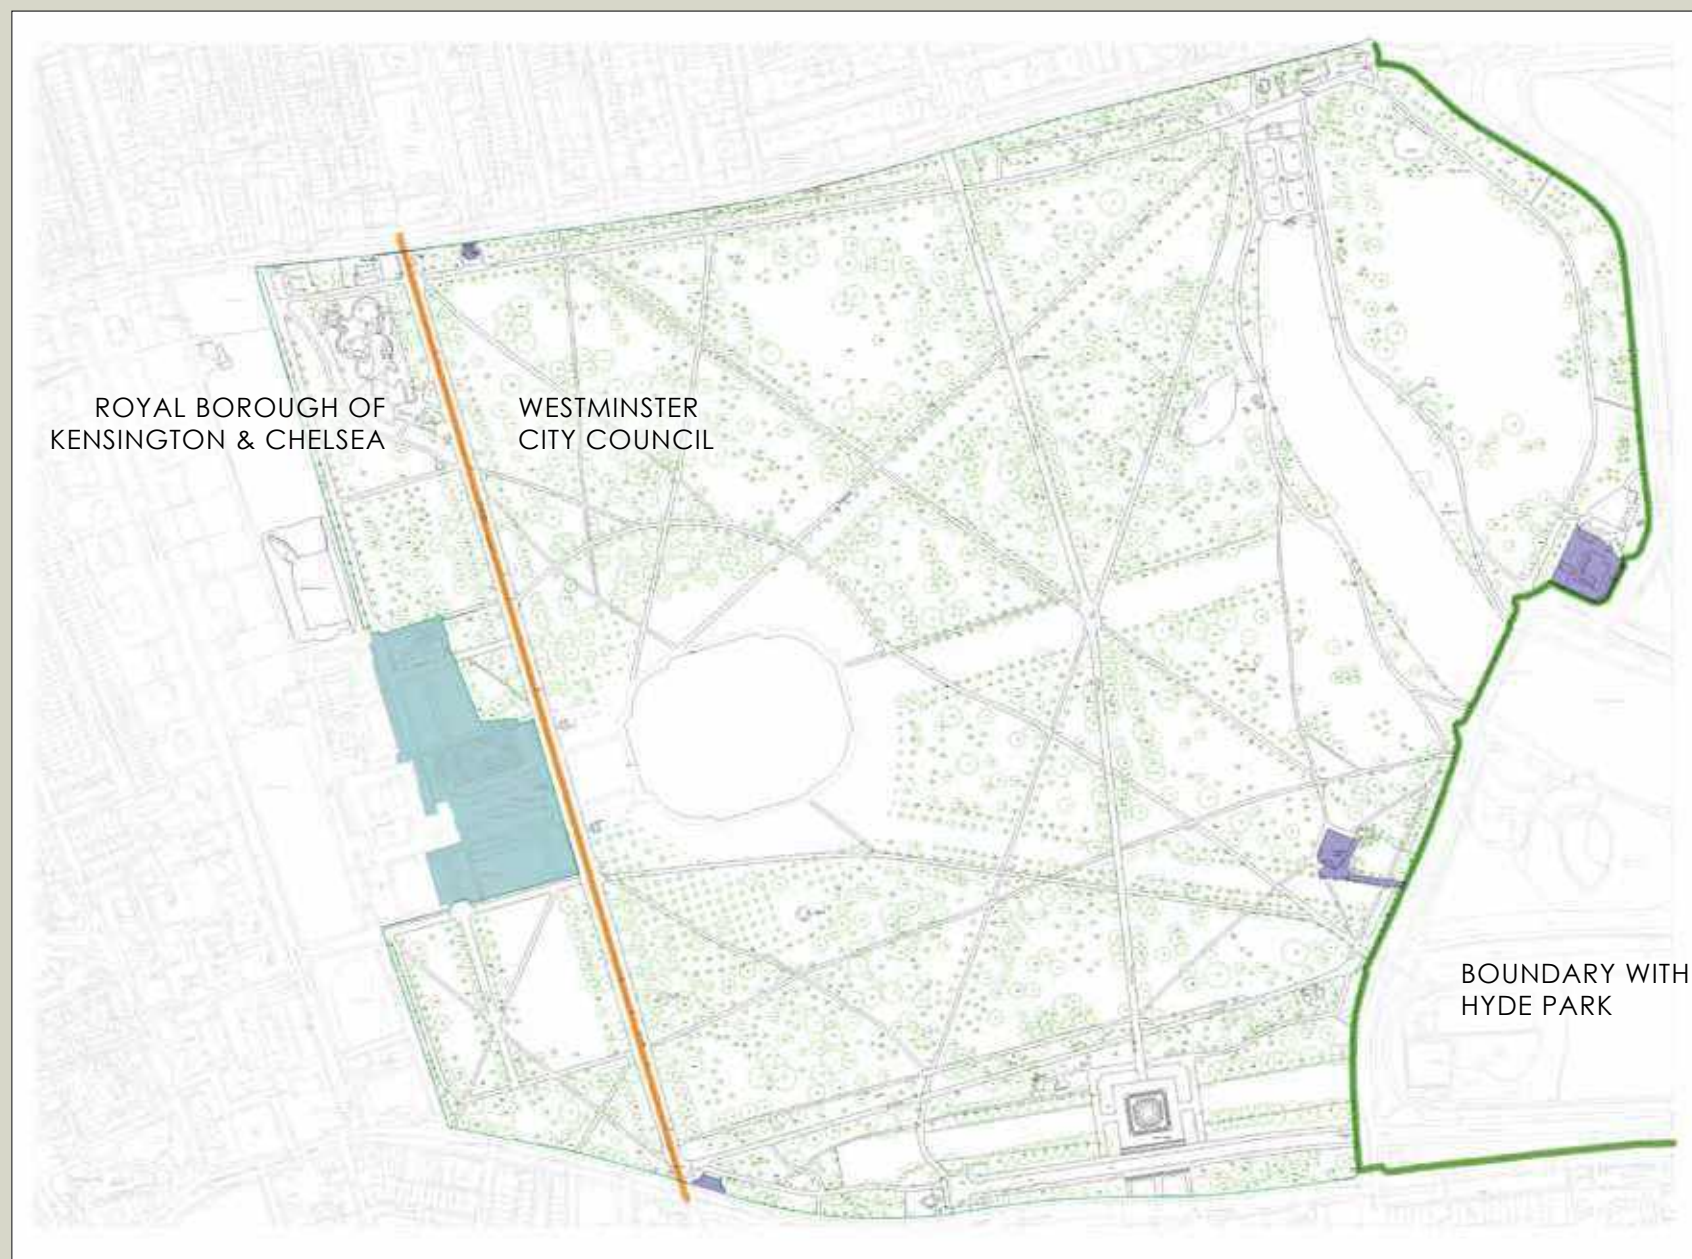 ROYAL BOROUGH OF
KENSINGTON & CHELSEA
WESTMINSTER
CITY COUNCIL
BOUNDARY WITH
HYDE PARK